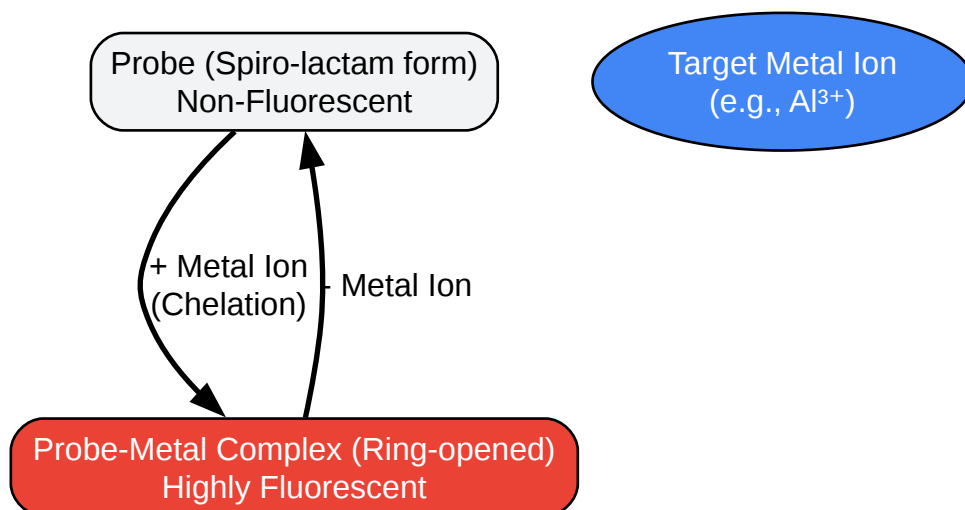 Probe (Spiro-lactam form)
Non-Fluorescent
Target Metal Ion
(e.g., Al³⁺)
+ Metal Ion
(Chelation)
- Metal Ion
Probe-Metal Complex (Ring-opened)
Highly Fluorescent